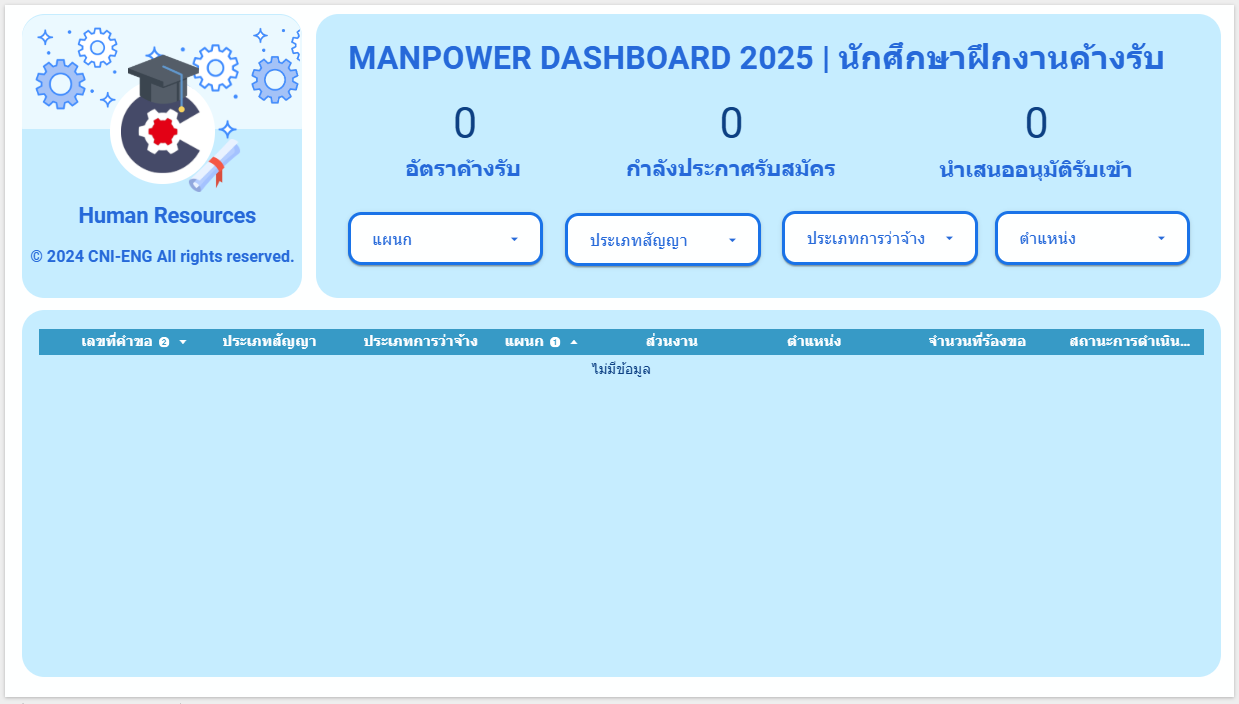 MANPOWER DASHBOARD 2025 | นักศึกษาฝึกงานค้างรับ
0
0
0
อัตราค้างรับ
กำลังประกาศรับสมัคร
นำเสนออนุมัติรับเข้า
Human Resources
© 2024 CNI-ENG All rights reserved.
แผนก
ประเภทสัญญา
ประเภทการว่าจ้าง
ตำแหน่ง
เลขที่คำขอ 2 ประเภทสัญญา ประเภทการว่าจ้าง แผนก 1 ส่วนงาน ตำแหน่ง จำนวนที่ร้องขอ สถานะการดำเนิน...
ไม่มีข้อมูล